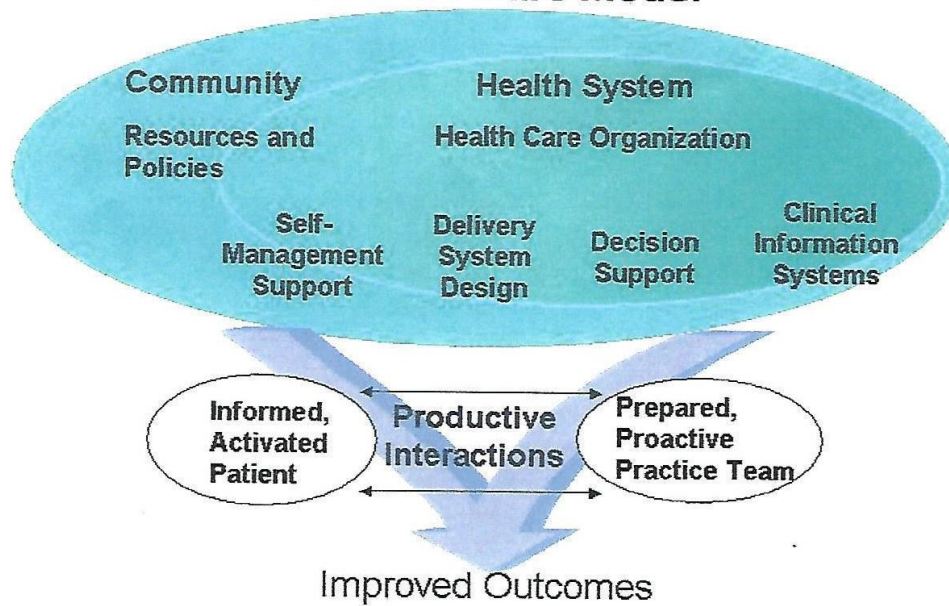 Community
Health System
Resources and
Policies
Health Care Organization
Self-
Management
Support
Delivery
System
Design
Decision
Support
Clinical
Information
Systems
Informed,
Activated
Patient
Productive
Interactions
Prepared,
Proactive
Practice Team
Improved Outcomes